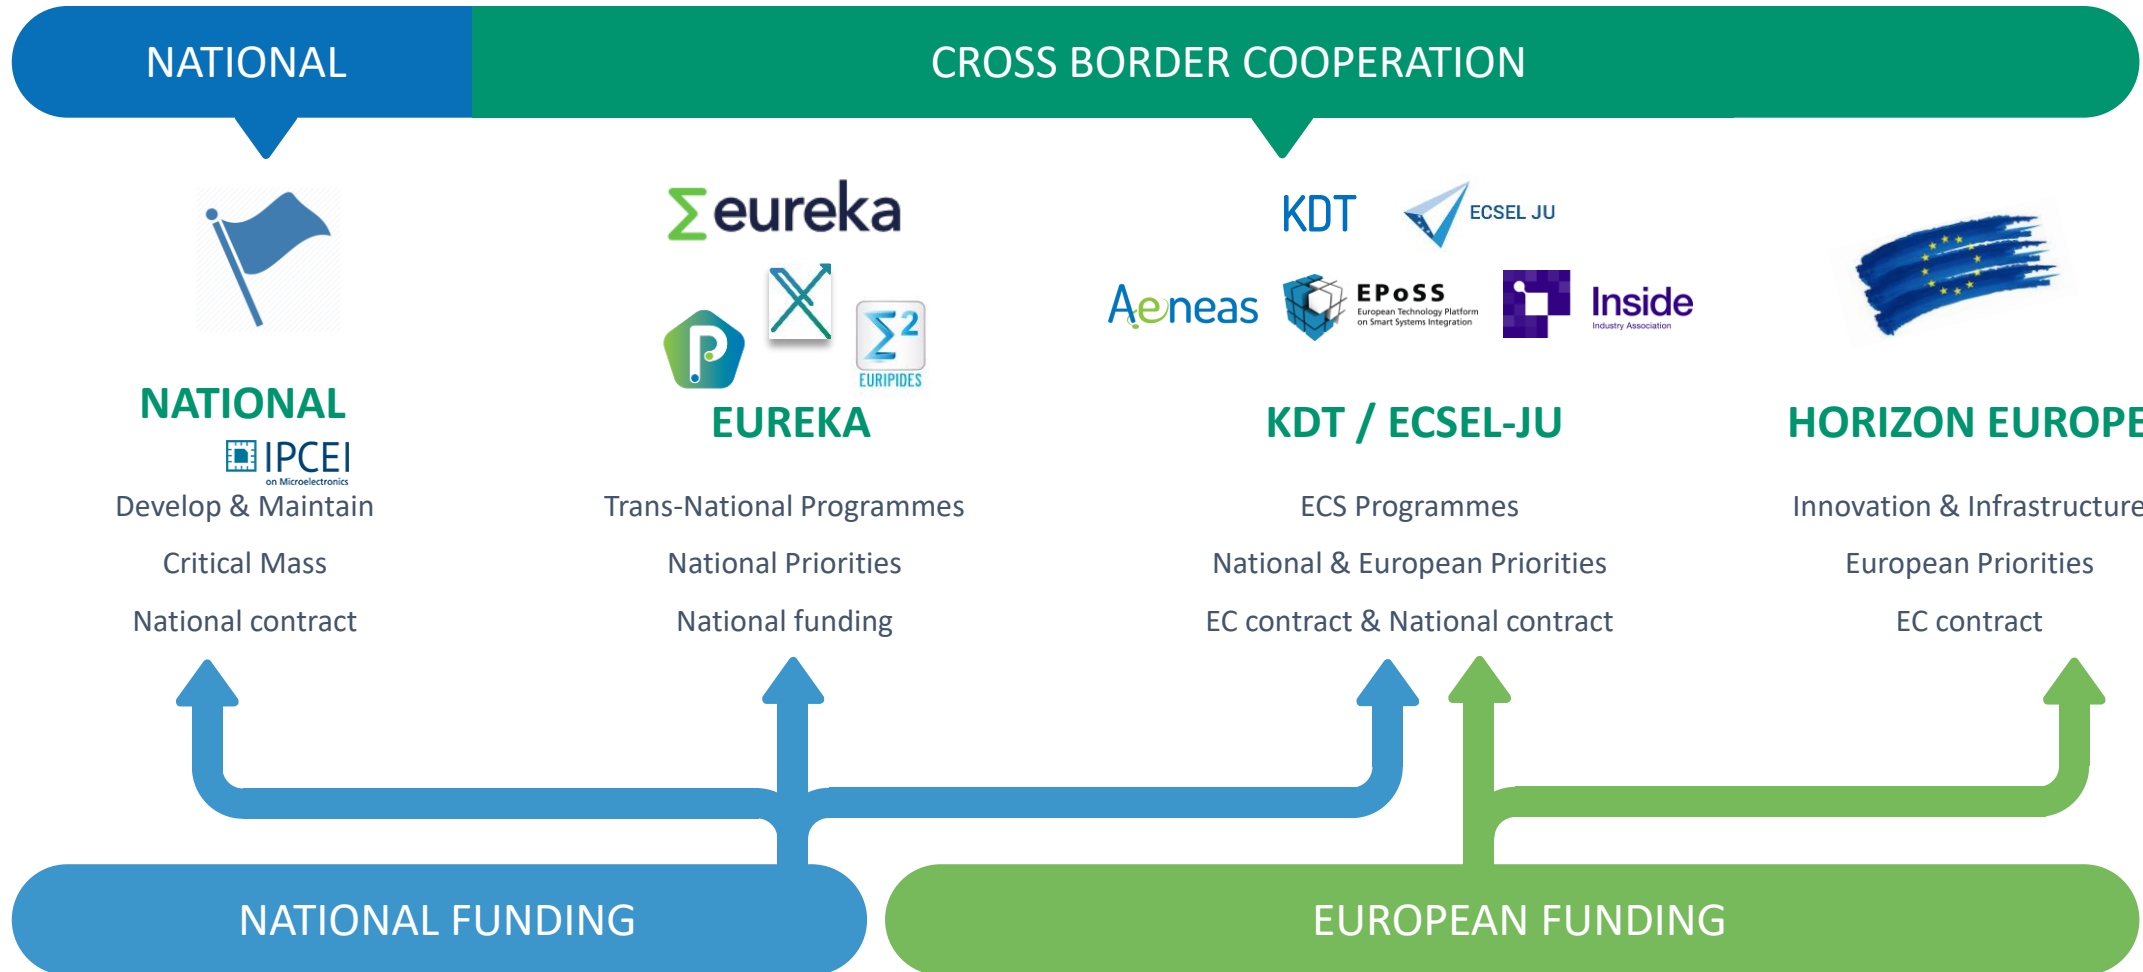 NATIONAL
CROSS BORDER COOPERATION
eureka
EURIPIDES
KDT
ECSEL JU
Aeneas
EPoSS
European Technology Platform
on Smart Systems Integration
Inside
Industry Association
NATIONAL
IPCEI
on Microelectronics
Develop & Maintain
Critical Mass
National contract
EUREKA
Trans-National Programmes
National Priorities
National funding
KDT / ECSEL-JU
ECS Programmes
National & European Priorities
EC contract & National contract
HORIZON EUROPE
Innovation & Infrastructure
European Priorities
EC contract
NATIONAL FUNDING
EUROPEAN FUNDING